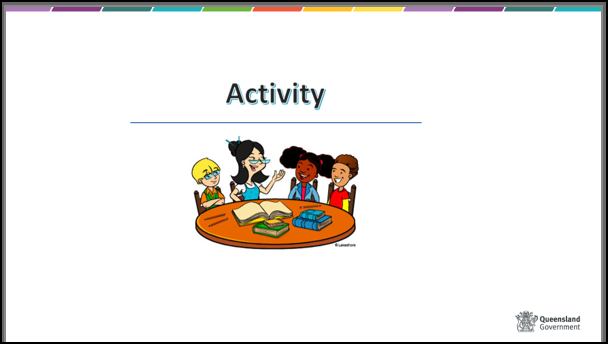 Activity
© Lakeshore
Queensland
Government